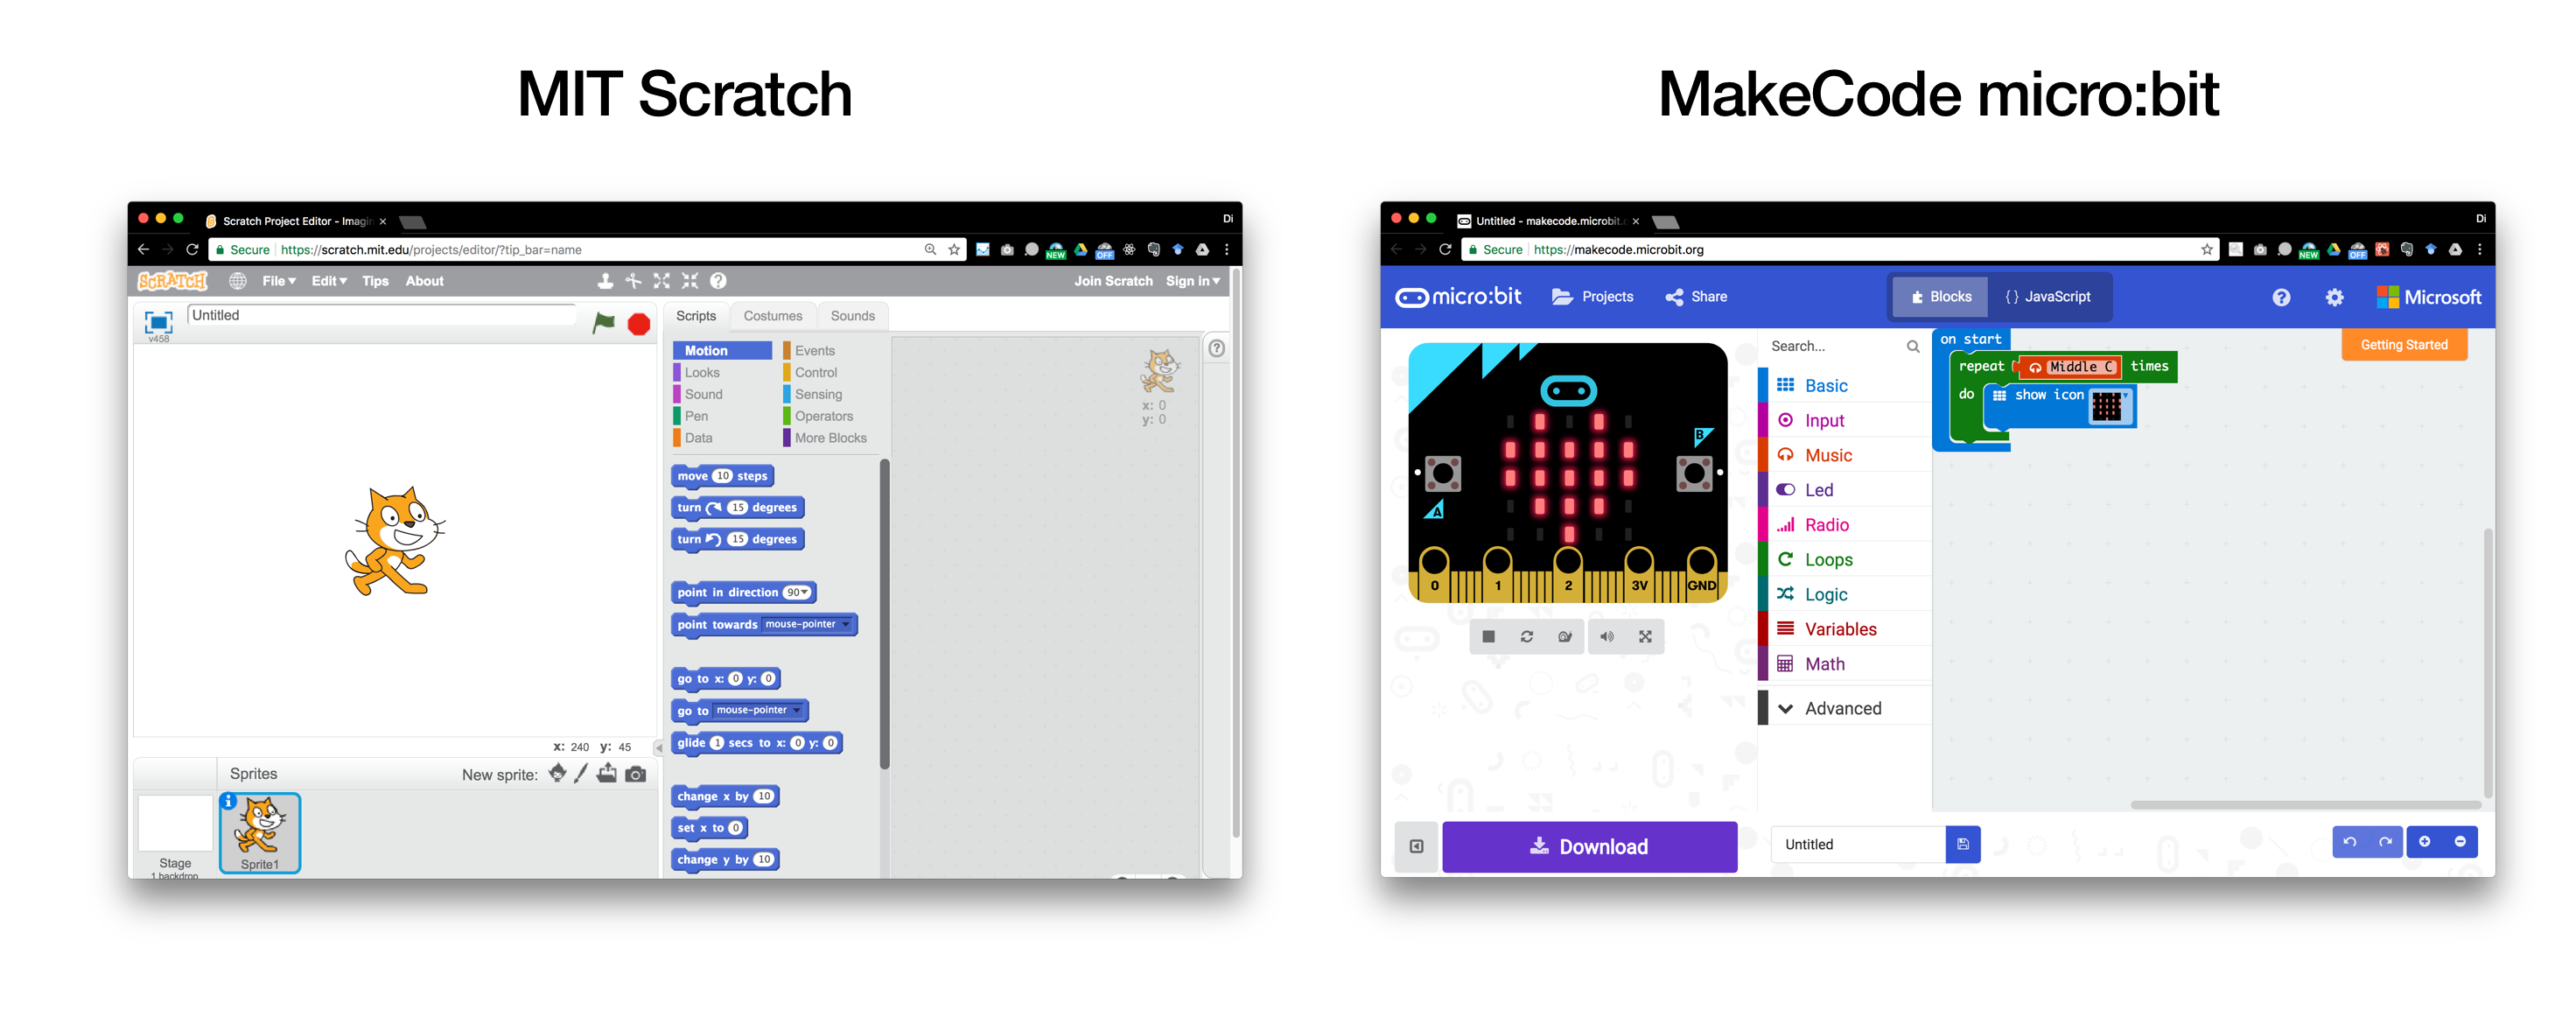 MIT Scratch
MakeCode micro:bit
Scratch Project Editor - Imagin
Di
Secure https://scratch.mit.edu/projects/editor/?tip_bar=name
NEW
OFF
SCRATCH File Edit Tips About Join Scratch Sign in
Untitled
v458
Scripts Costumes Sounds
Motion Events
Looks Control
Sound Sensing
Pen Operators
Data More Blocks
x: 0
y: 0
move 10 steps
turn 15 degrees
turn 15 degrees
point in direction 90
point towards mouse-pointer
go to x: 0 y: 0
go to mouse-pointer
glide 1 secs to x: 0 y: 0
change x by 10
set x to 0
change y by 10
x: 240 y: 45
Sprites New sprite:
Stage
1 backdrop
Sprite1
Untitled - makecode.microbit.
Di
Secure https://makecode.microbit.org
NEW
OFF
micro:bit Projects Share Blocks {} JavaScript Microsoft
Getting Started
A
B
0 1 2 3V GND
Download
Search...
Basic
Input
Music
Led
Radio
Loops
Logic
Variables
Math
Advanced
on start
repeat Middle C times
do show icon
Untitled